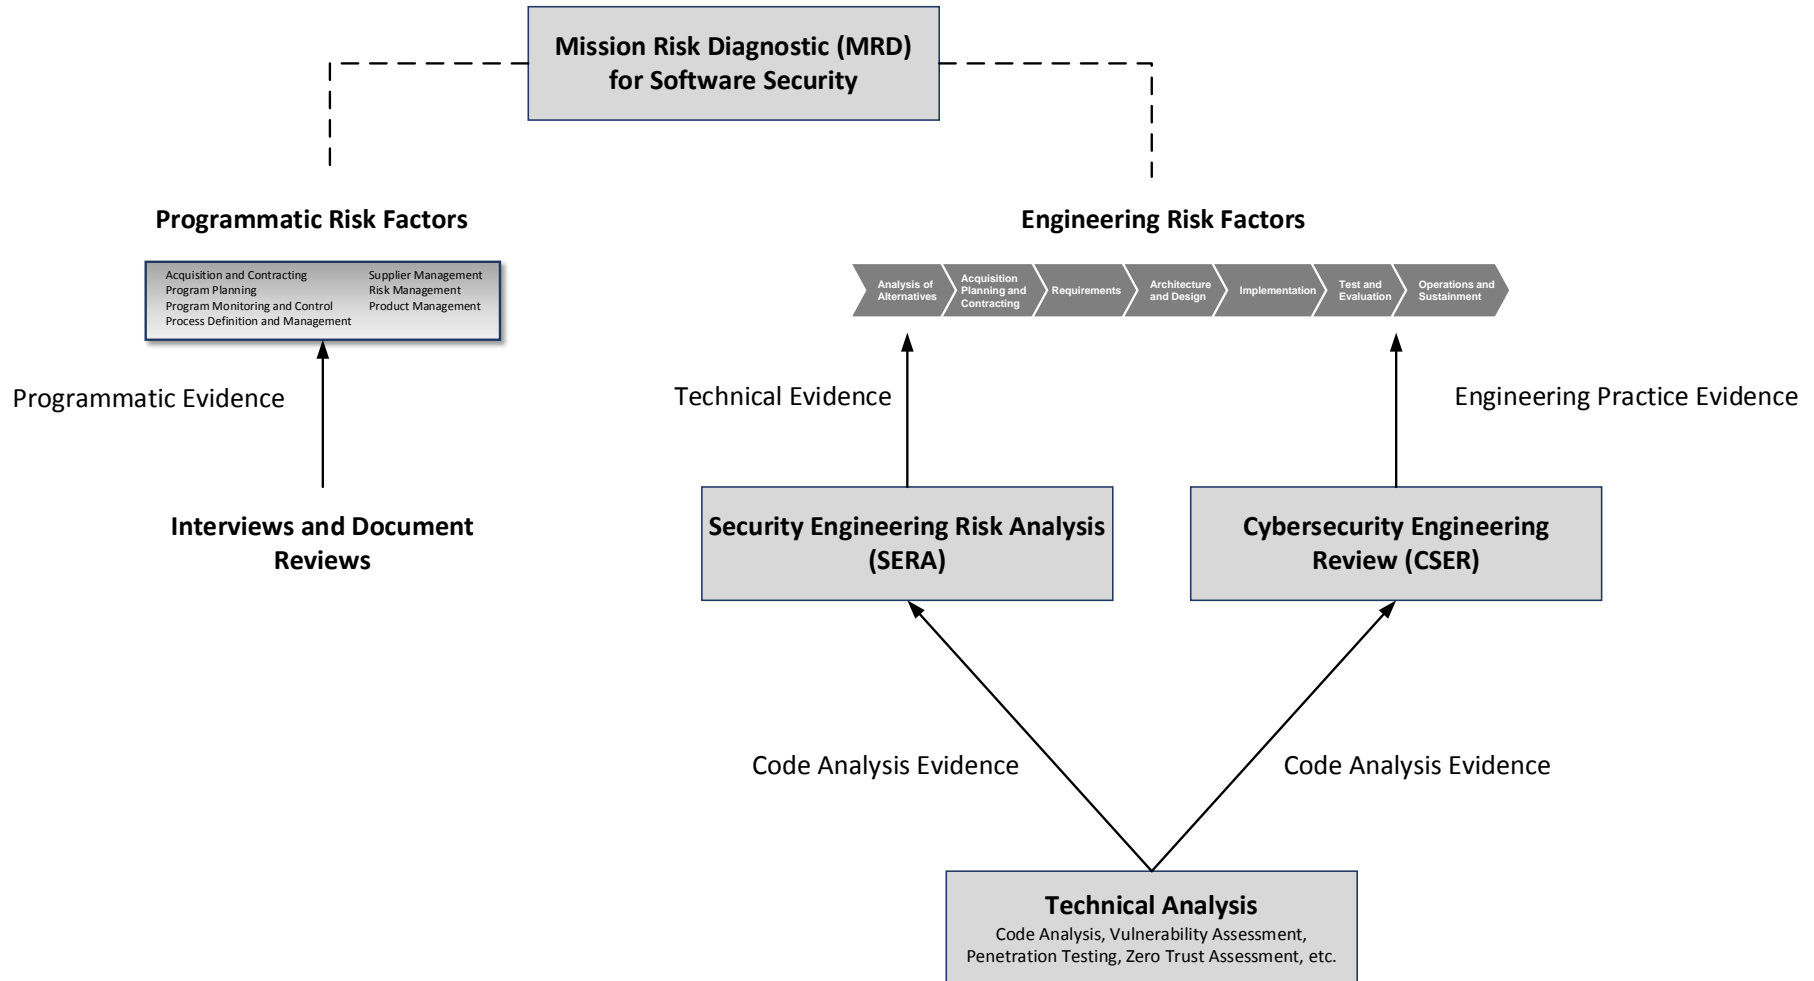 Mission Risk Diagnostic (MRD)
for Software Security
Programmatic Risk Factors
Engineering Risk Factors
Acquisition and Contracting
Program Planning
Program Monitoring and Control
Process Definition and Management
Supplier Management
Risk Management
Product Management
Analysis of
Alternatives
Acquisition
Planning and
Contracting
Requirements
Architecture
and Design
Implementation
Test and
Evaluation
Operations and
Sustainment
Programmatic Evidence
Technical Evidence
Engineering Practice Evidence
Interviews and Document
Reviews
Security Engineering Risk Analysis
(SERA)
Cybersecurity Engineering
Review (CSER)
Code Analysis Evidence
Code Analysis Evidence
Technical Analysis
Code Analysis, Vulnerability Assessment,
Penetration Testing, Zero Trust Assessment, etc.